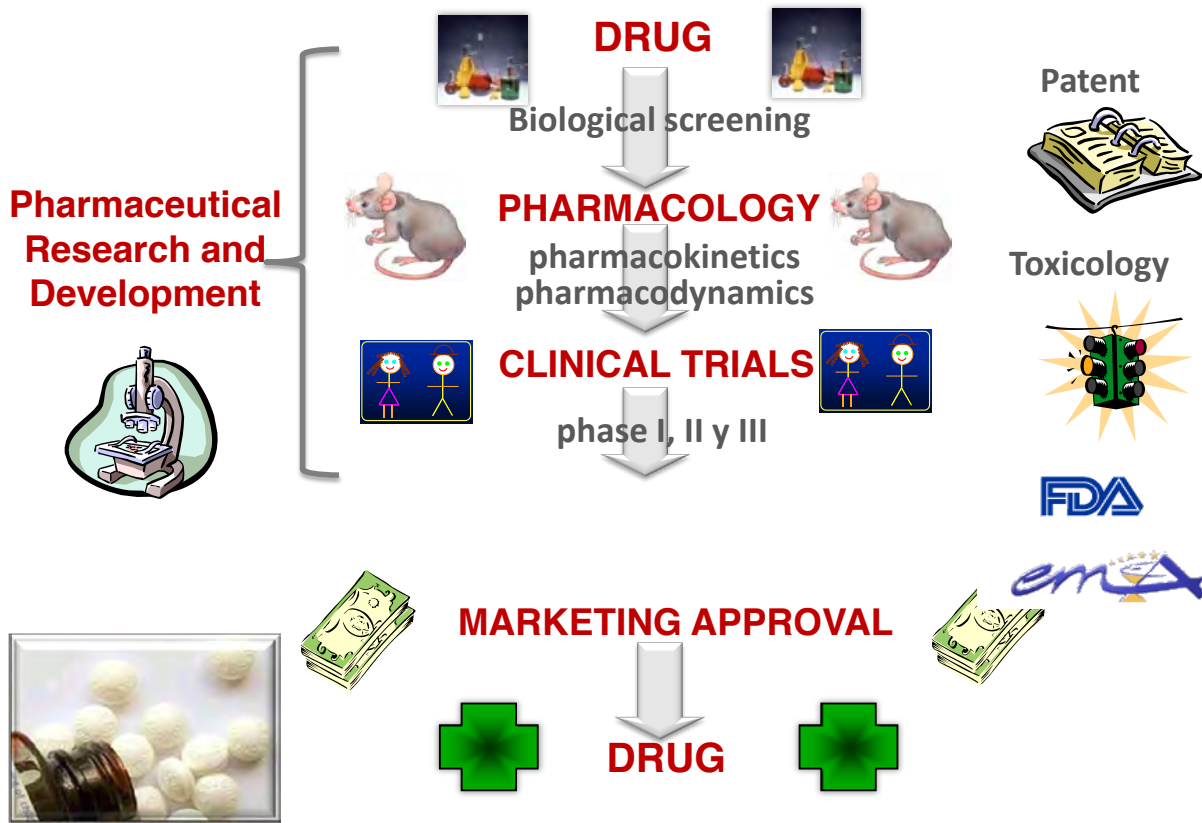 DRUG
Biological screening
PHARMACOLOGY
pharmacokinetics
pharmacodynamics
CLINICAL TRIALS
phase I, II y III
Pharmaceutical
Research and
Development
Patent
Toxicology
FDA
emea
MARKETING APPROVAL
DRUG